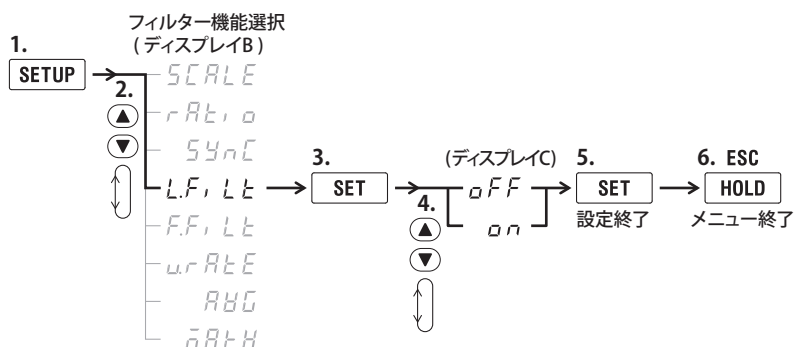 フィルター機能選択
(ディスプレイB)
1.
SETUP
2.
SCALE
rAtio
SYnC
L.FiLt
F.FiLt
u.rAtE
AVG
MAtH
3.
SET
4.
(ディスプレイC)
oFF
on
5.
SET
設定終了
6. ESC
HOLD
メニュー終了